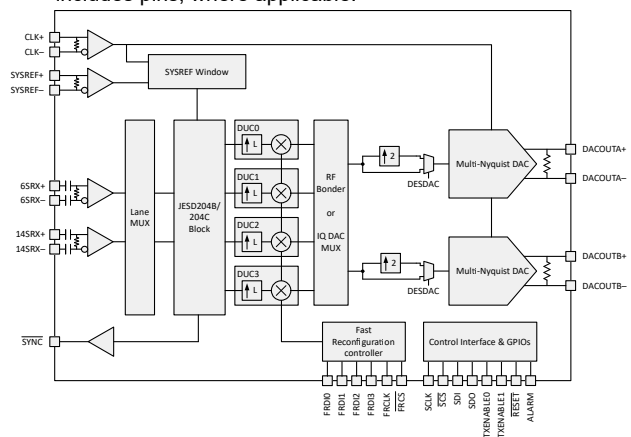 includes pins, where applicable.
CLK+
CLK–
SYSREF+
SYSREF–
SYSREF Window
6SRX+
6SRX–
14SRX+
14SRX–
Lane
MUX
JESD204B/
204C
Block
DUC0
L
DUC1
L
DUC2
L
DUC3
L
RF
Bonder
or
IQ DAC
MUX
2
DESDAC
Multi-Nyquist DAC
DACOUTA+
DACOUTA–
2
DESDAC
Multi-Nyquist DAC
DACOUTB+
DACOUTB–
SYNC
Fast
Reconfiguration
controller
Control Interface & GPIOs
FRDI0
FRDI1
FRDI2
FRDI3
FRCLK
FRCS
SCLK
SCS
SDI
SDO
TXENABLE0
TXENABLE1
RESET
ALARM